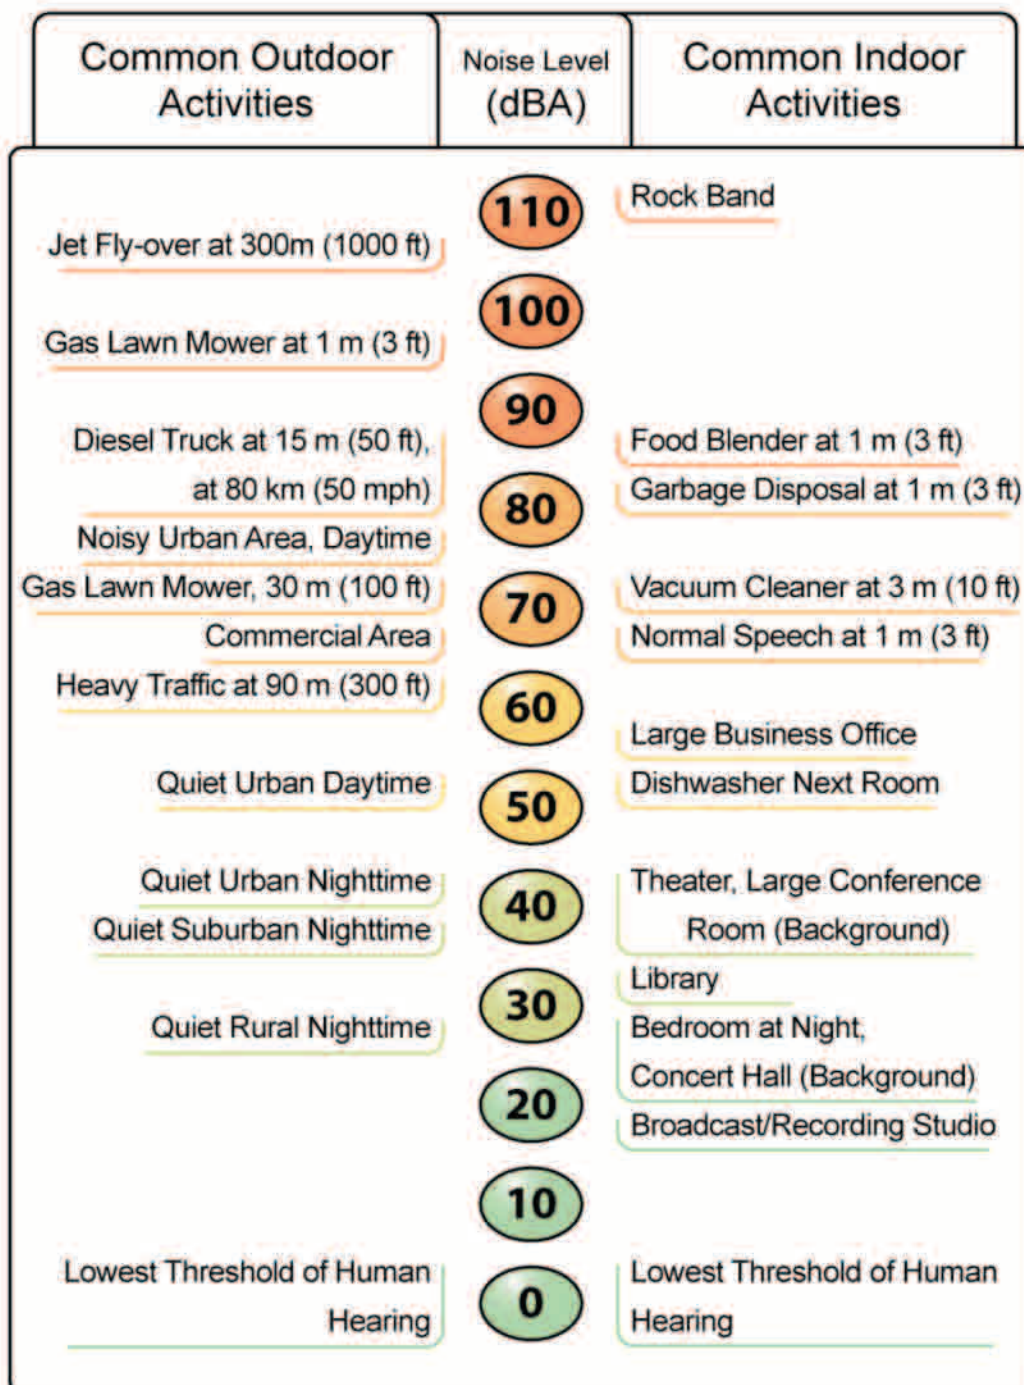 Common Outdoor
Activities
Noise Level
(dBA)
Common Indoor
Activities
110
Rock Band
Jet Fly-over at 300m (1000 ft)
100
Gas Lawn Mower at 1 m (3 ft)
90
Diesel Truck at 15 m (50 ft),
at 80 km (50 mph)
Food Blender at 1 m (3 ft)
Garbage Disposal at 1 m (3 ft)
80
Noisy Urban Area, Daytime
Gas Lawn Mower, 30 m (100 ft)
Commercial Area
70
Vacuum Cleaner at 3 m (10 ft)
Normal Speech at 1 m (3 ft)
Heavy Traffic at 90 m (300 ft)
60
Large Business Office
Quiet Urban Daytime
50
Dishwasher Next Room
Quiet Urban Nighttime
Quiet Suburban Nighttime
40
Theater, Large Conference
Room (Background)
30
Library
Quiet Rural Nighttime
Bedroom at Night,
Concert Hall (Background)
20
Broadcast/Recording Studio
10
Lowest Threshold of Human
Hearing
0
Lowest Threshold of Human
Hearing